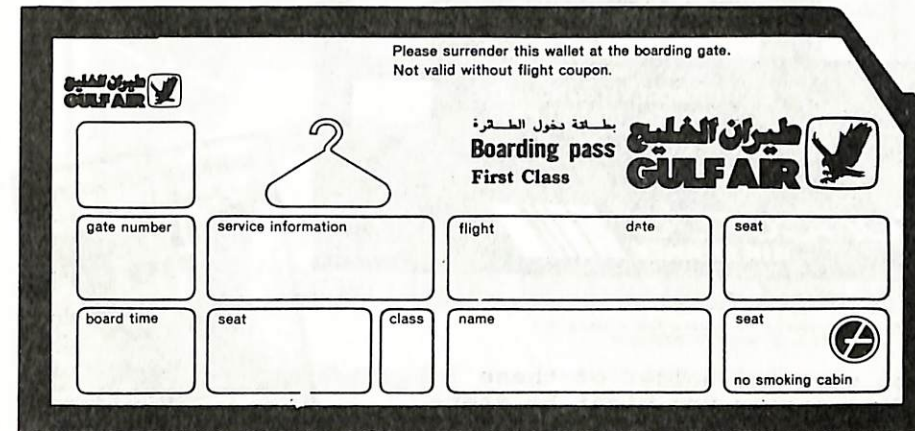 Please surrender this wallet at the boarding gate.
Not valid without flight coupon.
طيران الخليج
GULF AIR
بطاقة دخول الطائرة
Boarding pass
First Class
طيران الخليج
GULF AIR
gate number
service information
flight
date
seat
board time
seat
class
name
seat
no smoking cabin